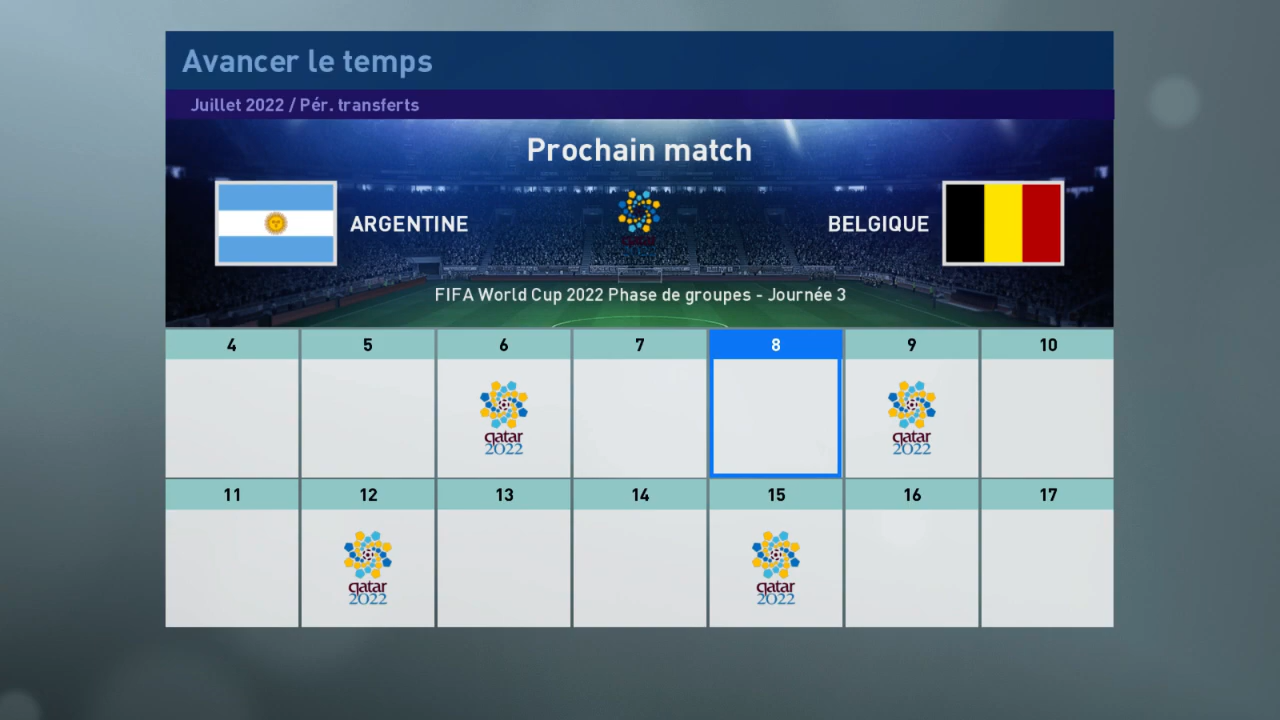 Avancer le temps
Juillet 2022 / Pér. transferts
Prochain match
ARGENTINE
BELGIQUE
FIFA World Cup 2022 Phase de groupes - Journée 3
4 5 6 7 8 9 10
qatar 2022
qatar 2022
11 12 13 14 15 16 17
qatar 2022
qatar 2022